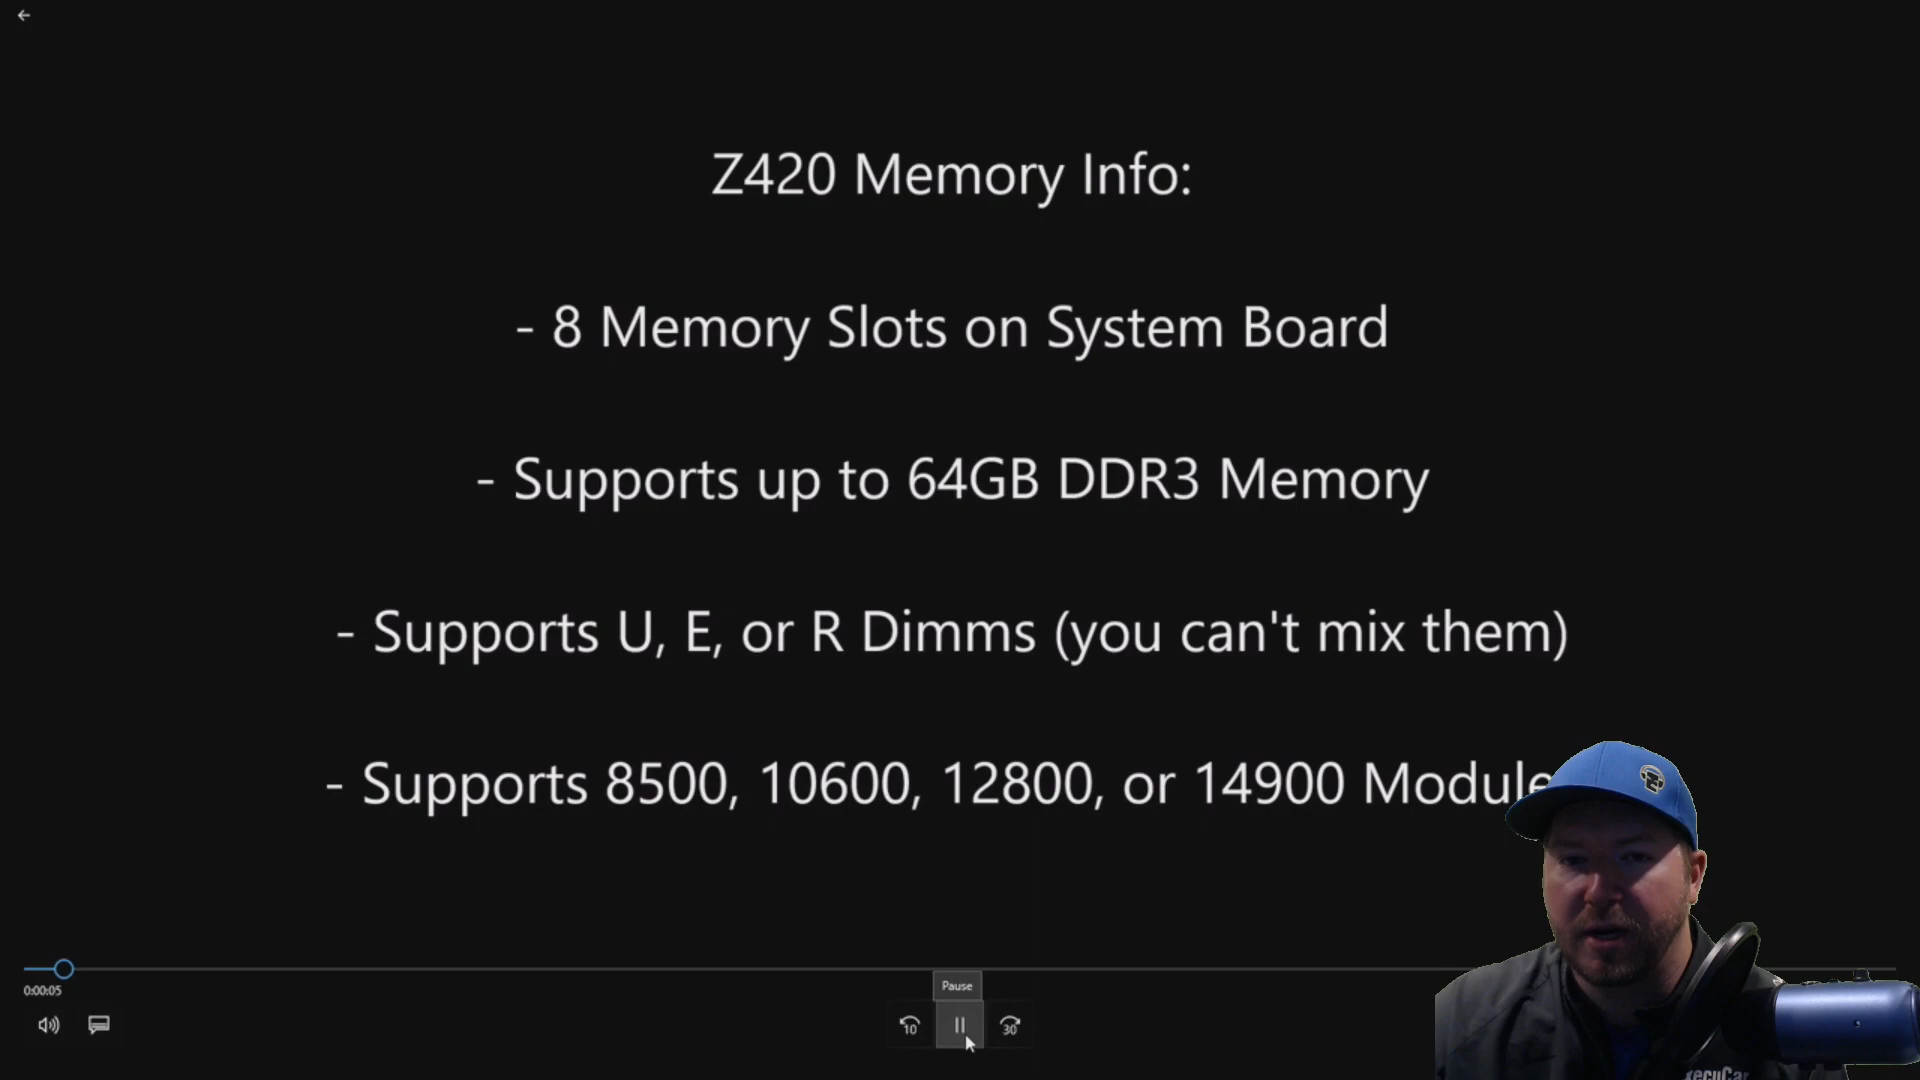 Z420 Memory Info:
- 8 Memory Slots on System Board
- Supports up to 64GB DDR3 Memory
- Supports U, E, or R Dimms (you can't mix them)
- Supports 8500, 10600, 12800, or 14900 Module
0:00:05
Pause
10
30